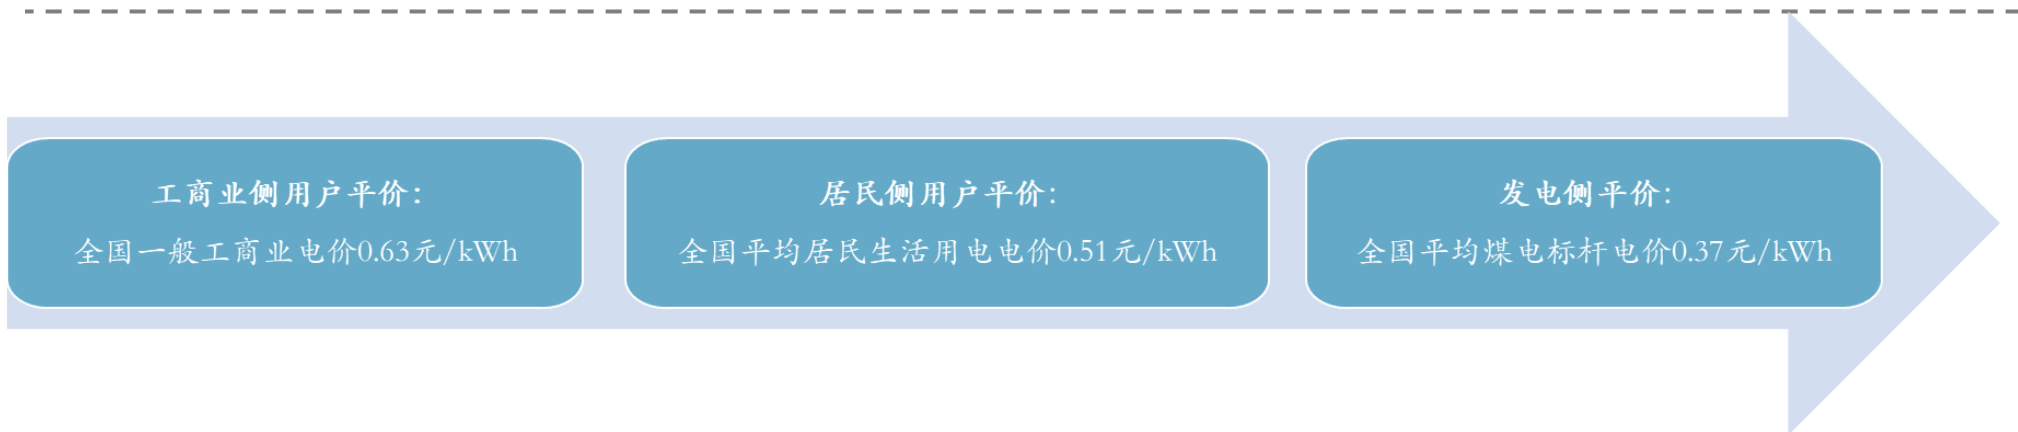 工商业侧用户平价：
全国一般工商业电价0.63元/kWh
居民侧用户平价：
全国平均居民生活用电电价0.51元/kWh
发电侧平价：
全国平均煤电标杆电价0.37元/kWh